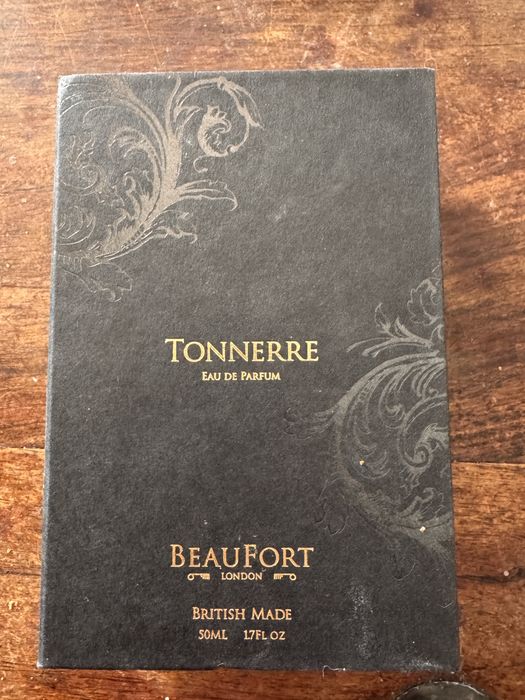 TONNERRE
EAU DE PARFUM
BEAUFORT
LONDON
BRITISH MADE
50ML 1.7FL OZ